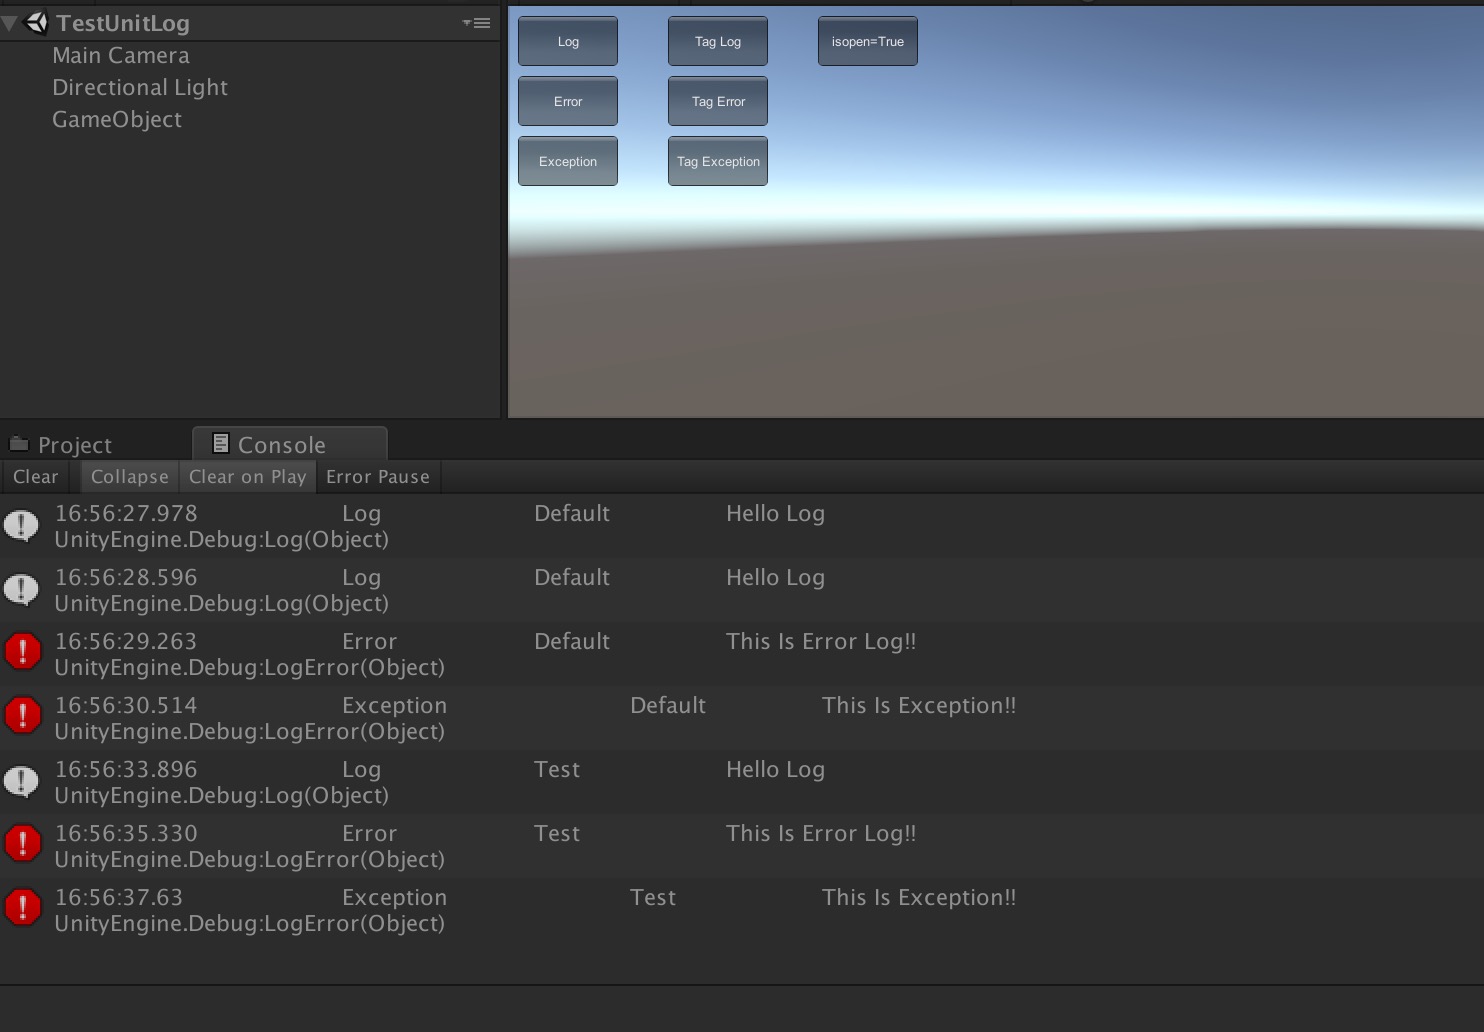 TestUnitLog
Main Camera
Directional Light
GameObject
Log Tag Log isopen=True
Error Tag Error
Exception Tag Exception
Project Console
Clear Collapse Clear on Play Error Pause
16:56:27.978 Log Default Hello Log
UnityEngine.Debug:Log(Object)
16:56:28.596 Log Default Hello Log
UnityEngine.Debug:Log(Object)
16:56:29.263 Error Default This Is Error Log!!
UnityEngine.Debug:LogError(Object)
16:56:30.514 Exception Default This Is Exception!!
UnityEngine.Debug:LogError(Object)
16:56:33.896 Log Test Hello Log
UnityEngine.Debug:Log(Object)
16:56:35.330 Error Test This Is Error Log!!
UnityEngine.Debug:LogError(Object)
16:56:37.63 Exception Test This Is Exception!!
UnityEngine.Debug:LogError(Object)